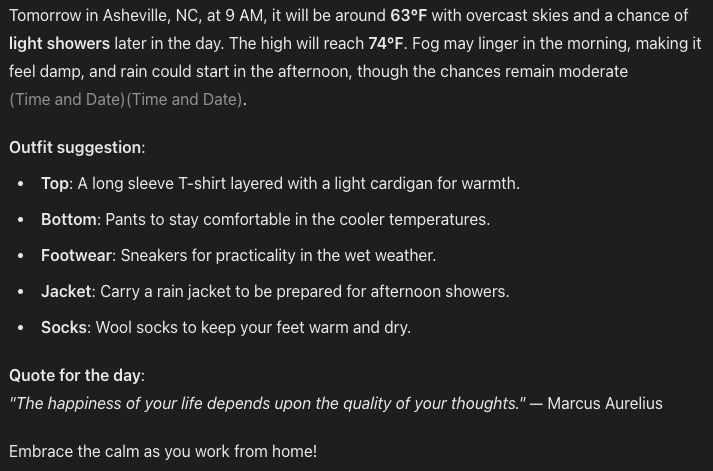 Tomorrow in Asheville, NC, at 9 AM, it will be around 63°F with overcast skies and a chance of
light showers later in the day. The high will reach 74°F. Fog may linger in the morning, making it
feel damp, and rain could start in the afternoon, though the chances remain moderate
(Time and Date)(Time and Date).
Outfit suggestion:
• Top: A long sleeve T-shirt layered with a light cardigan for warmth.
• Bottom: Pants to stay comfortable in the cooler temperatures.
• Footwear: Sneakers for practicality in the wet weather.
• Jacket: Carry a rain jacket to be prepared for afternoon showers.
• Socks: Wool socks to keep your feet warm and dry.
Quote for the day:
"The happiness of your life depends upon the quality of your thoughts." — Marcus Aurelius
Embrace the calm as you work from home!